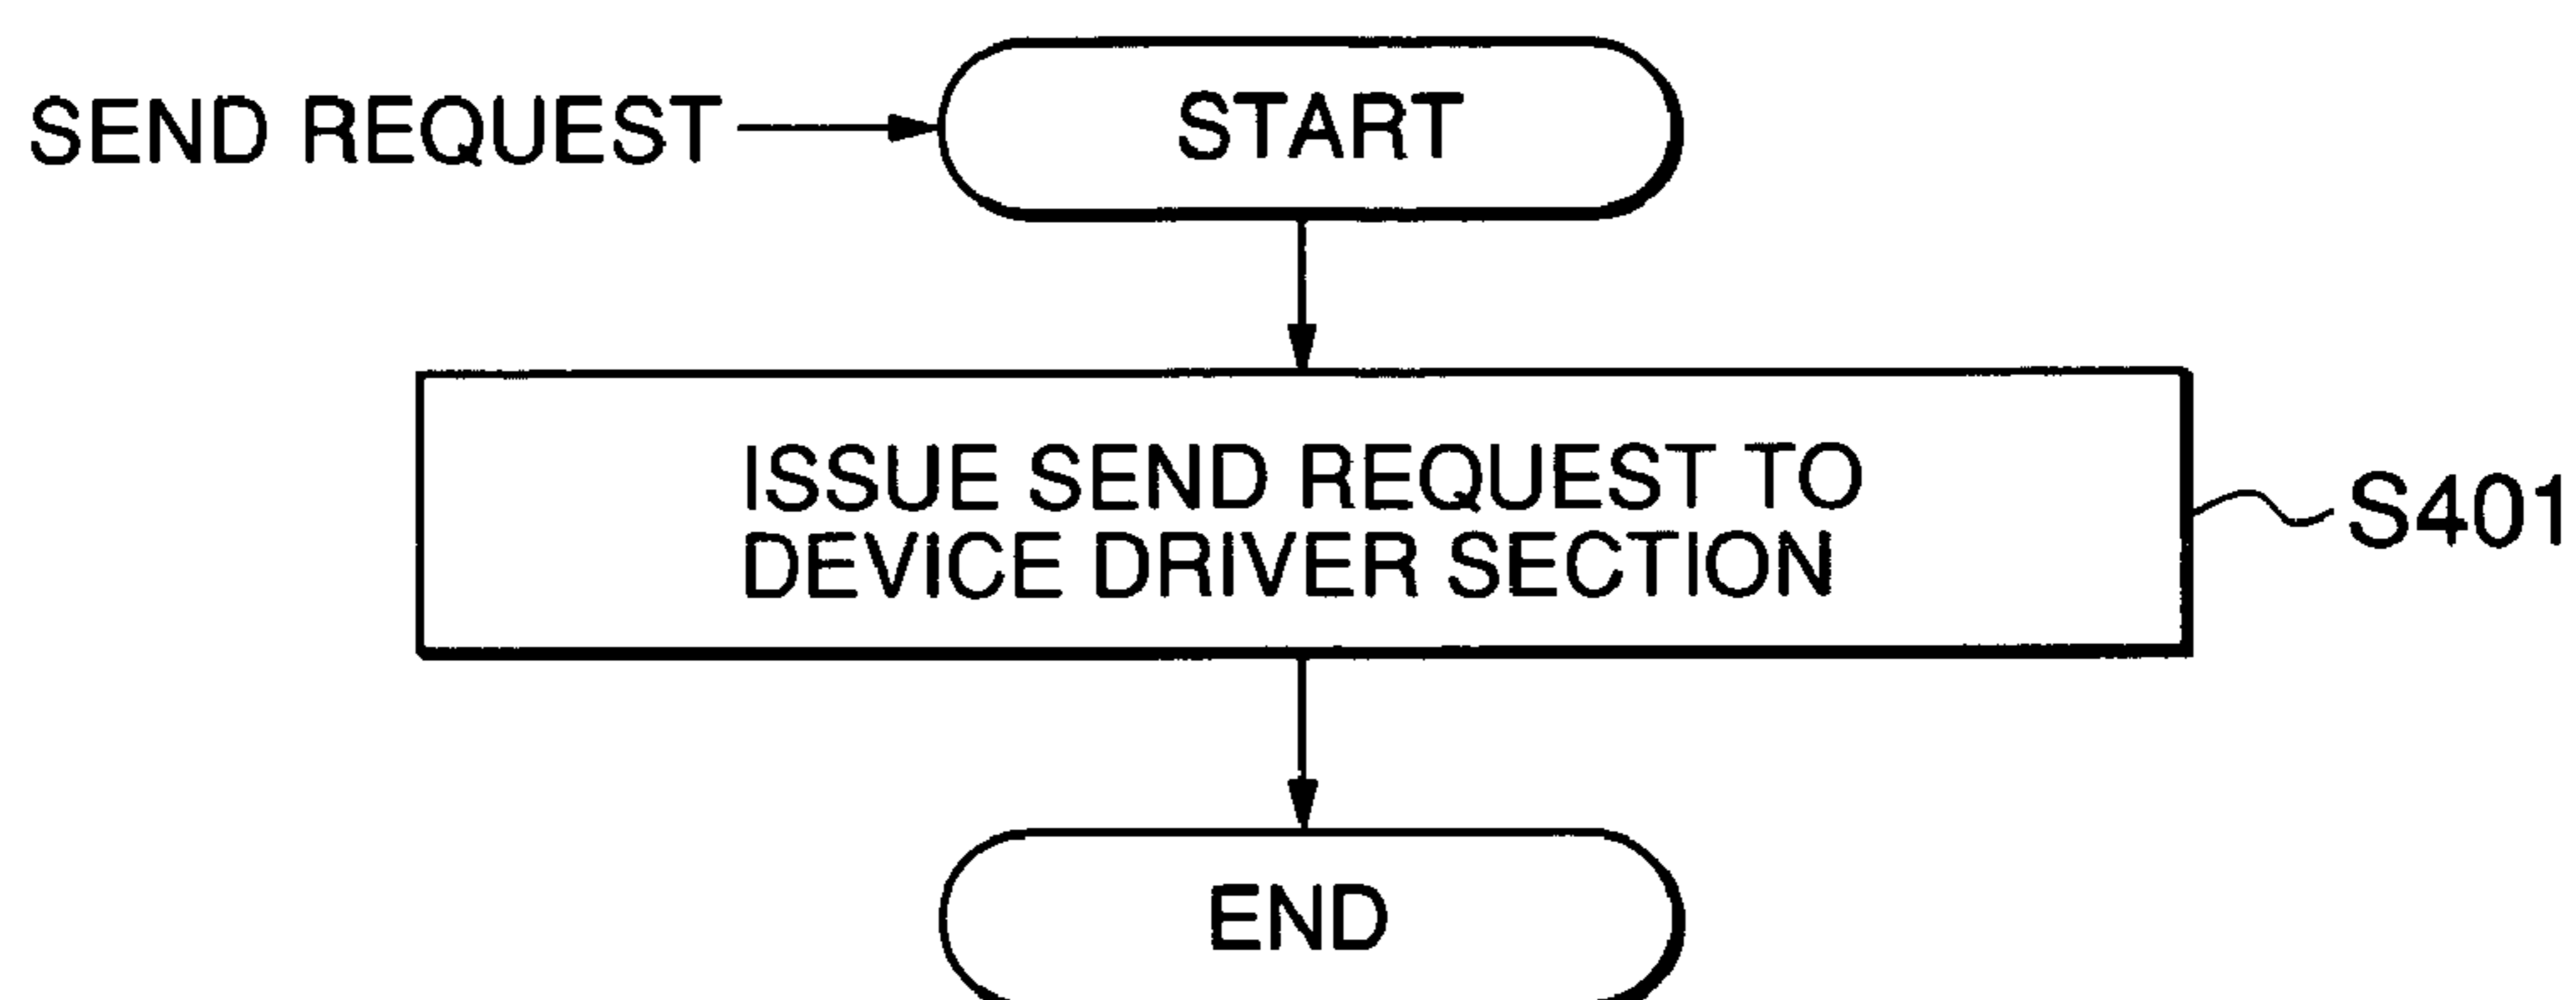 SEND REQUEST
START
ISSUE SEND REQUEST TO
DEVICE DRIVER SECTION
S401
END